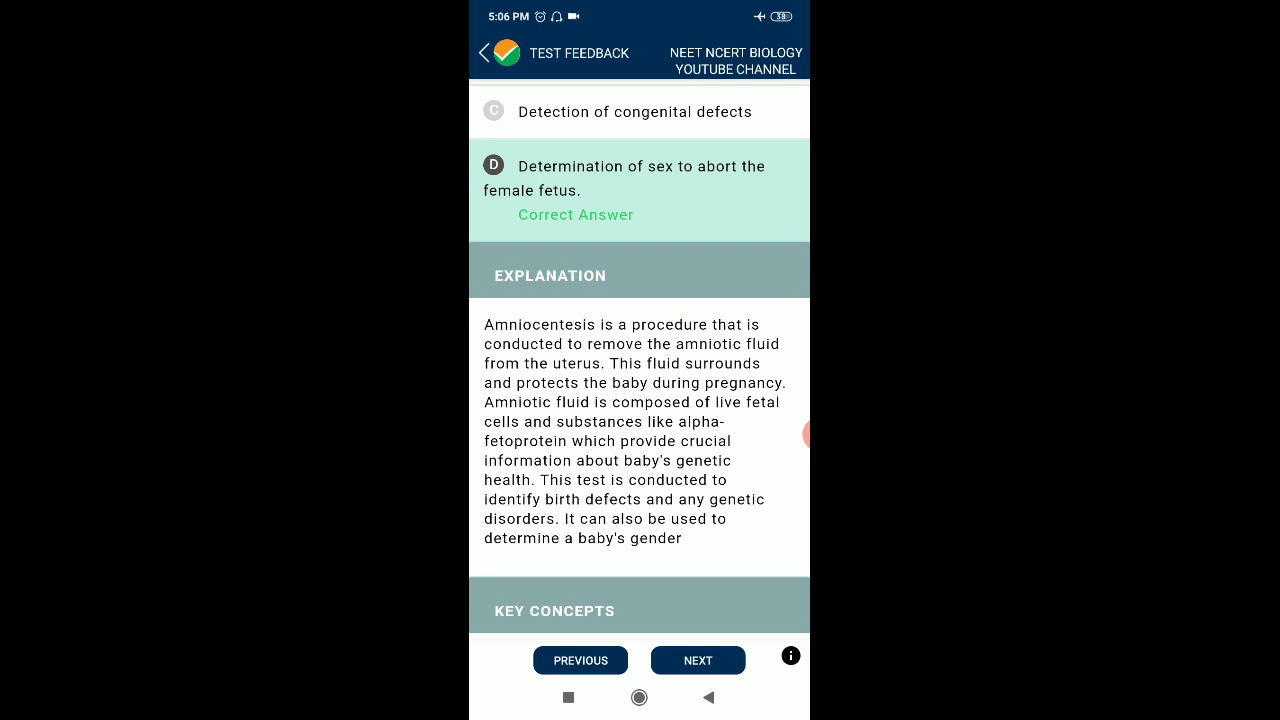 5:06 PM
38
TEST FEEDBACK
NEET NCERT BIOLOGY
YOUTUBE CHANNEL
C Detection of congenital defects
D Determination of sex to abort the
female fetus.
Correct Answer
EXPLANATION
Amniocentesis is a procedure that is
conducted to remove the amniotic fluid
from the uterus. This fluid surrounds
and protects the baby during pregnancy.
Amniotic fluid is composed of live fetal
cells and substances like alpha-
fetoprotein which provide crucial
information about baby's genetic
health. This test is conducted to
identify birth defects and any genetic
disorders. It can also be used to
determine a baby's gender
KEY CONCEPTS
PREVIOUS
NEXT